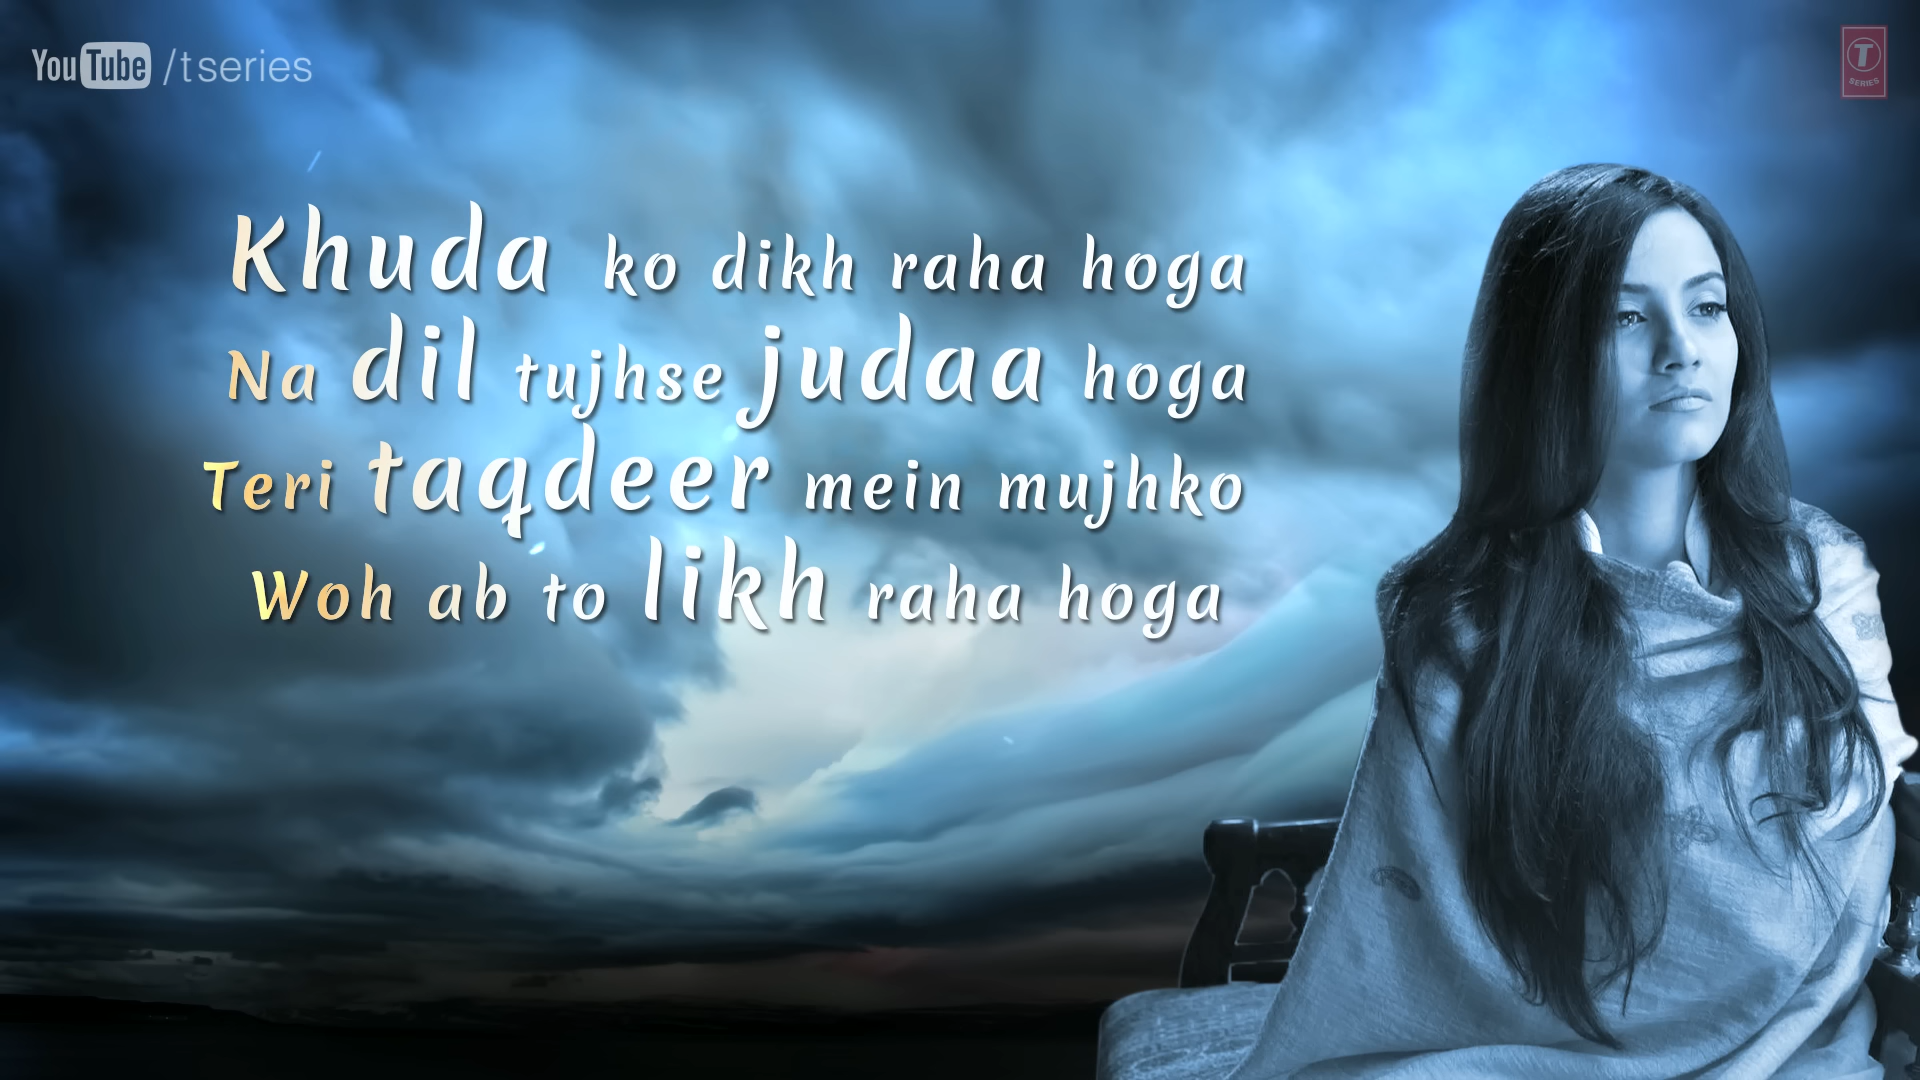 YouTube /tseries
T SERIES
Khuda ko dikh raha hoga
Na dil tujhse judaa hoga
Teri taqdeer mein mujhko
Woh ab to likh raha hoga